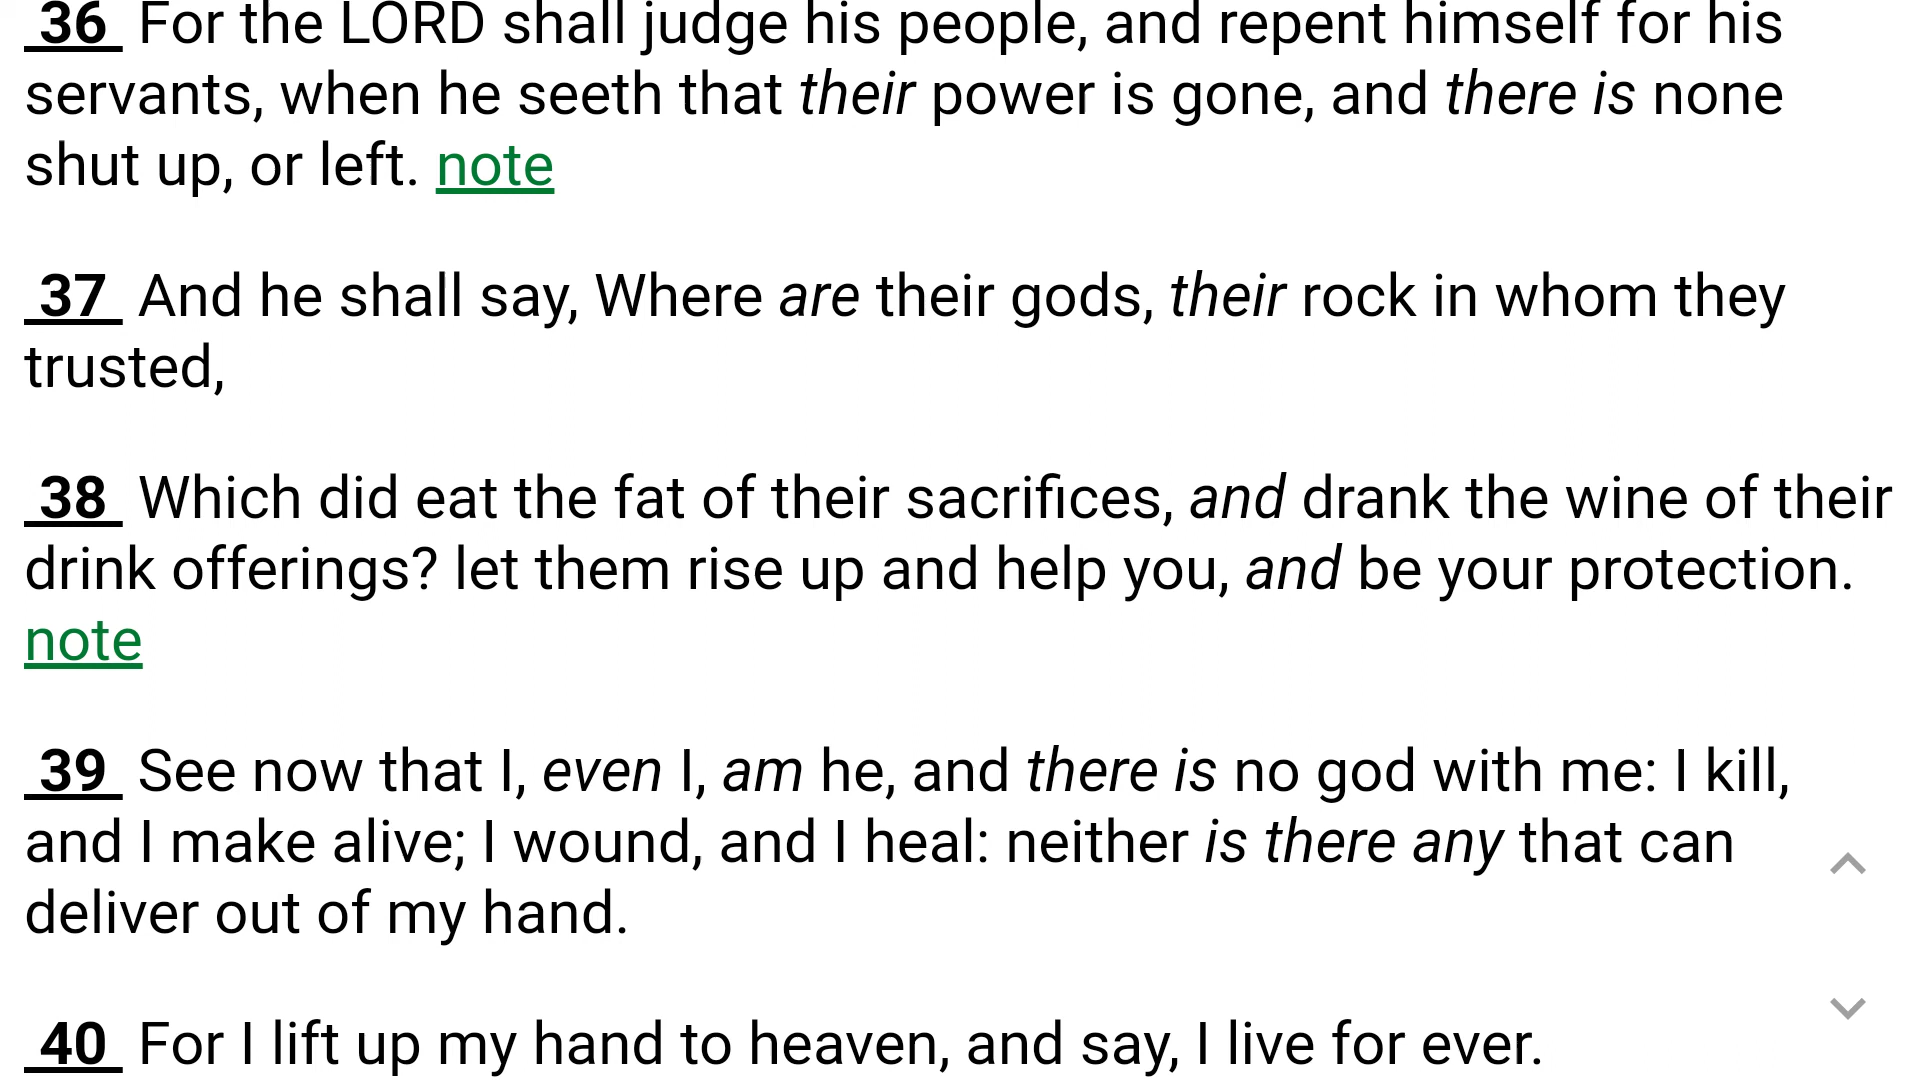 36 For the LORD shall judge his people, and repent himself for his
servants, when he seeth that their power is gone, and there is none
shut up, or left. note
37 And he shall say, Where are their gods, their rock in whom they
trusted,
38 Which did eat the fat of their sacrifices, and drank the wine of their
drink offerings? let them rise up and help you, and be your protection.
note
39 See now that I, even I, am he, and there is no god with me: I kill,
and I make alive; I wound, and I heal: neither is there any that can
deliver out of my hand.
40 For I lift up my hand to heaven, and say, I live for ever.